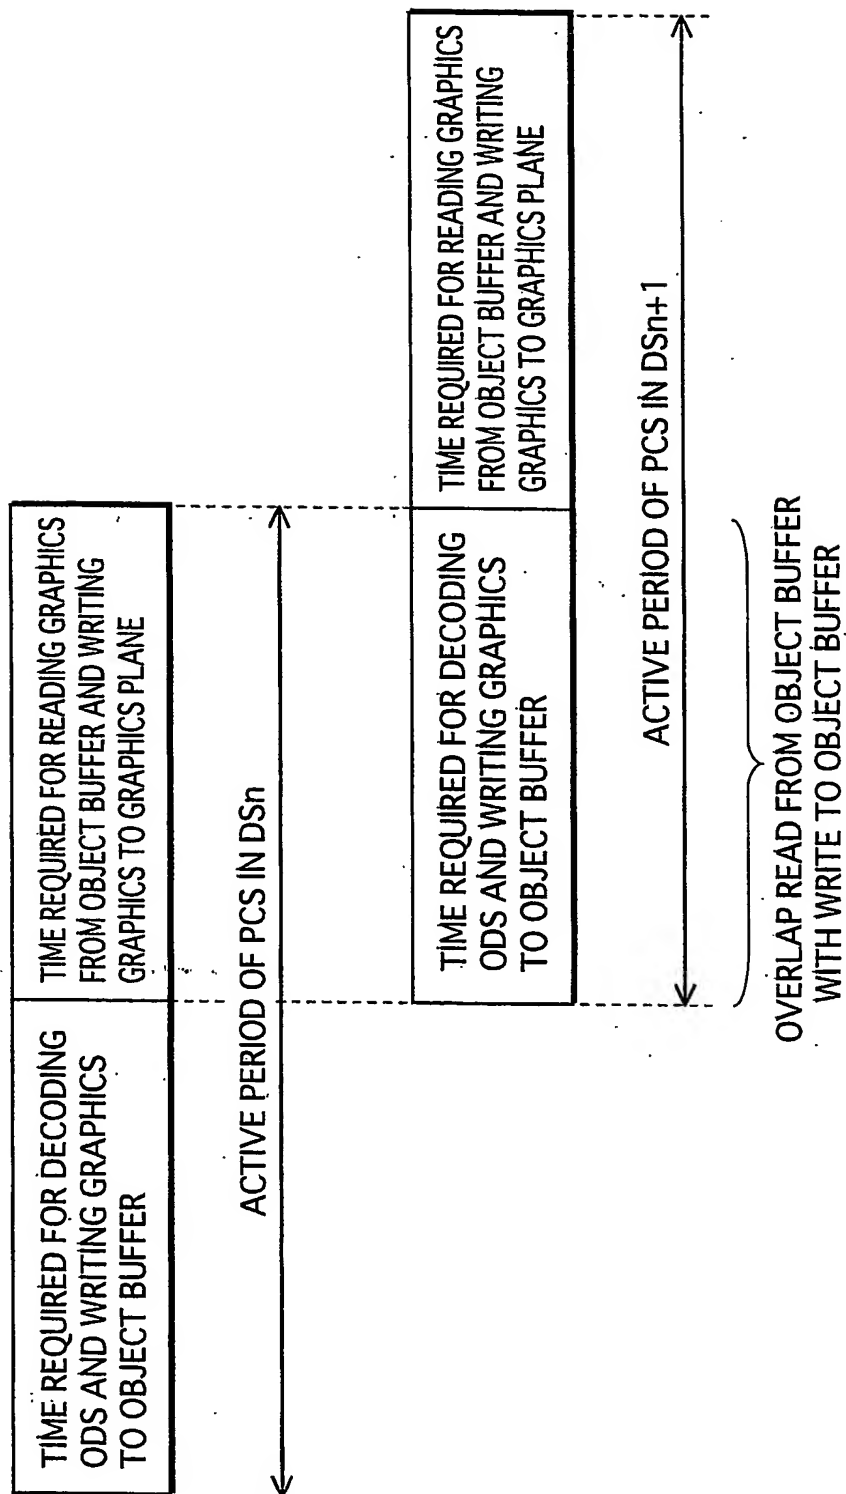 TIME REQUIRED FOR DECODING
ODS AND WRITING GRAPHICS
TO OBJECT BUFFER
TIME REQUIRED FOR READING GRAPHICS
FROM OBJECT BUFFER AND WRITING
GRAPHICS TO GRAPHICS PLANE
ACTIVE PERIOD OF PCS IN DSn
TIME REQUIRED FOR DECODING
ODS AND WRITING GRAPHICS
TO OBJECT BUFFER
TIME REQUIRED FOR READING GRAPHICS
FROM OBJECT BUFFER AND WRITING
GRAPHICS TO GRAPHICS PLANE
ACTIVE PERIOD OF PCS IN DSn+1
OVERLAP READ FROM OBJECT BUFFER
WITH WRITE TO OBJECT BUFFER